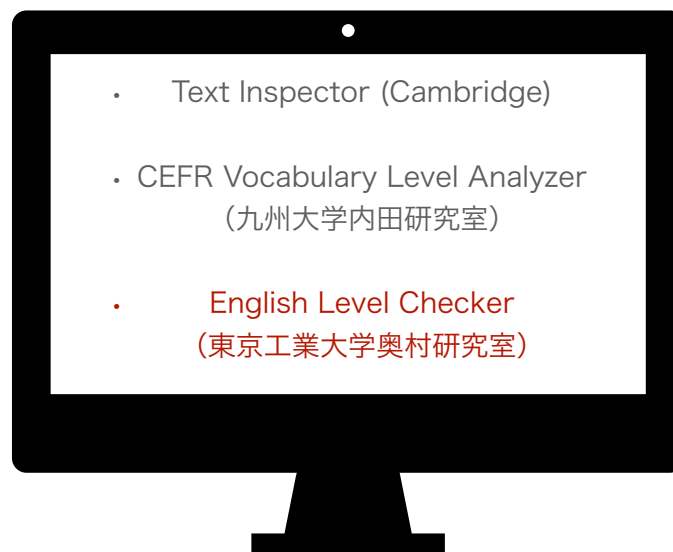 ・ Text Inspector (Cambridge)
・ CEFR Vocabulary Level Analyzer
（九州大学内田研究室）
・ English Level Checker
（東京工業大学奥村研究室）